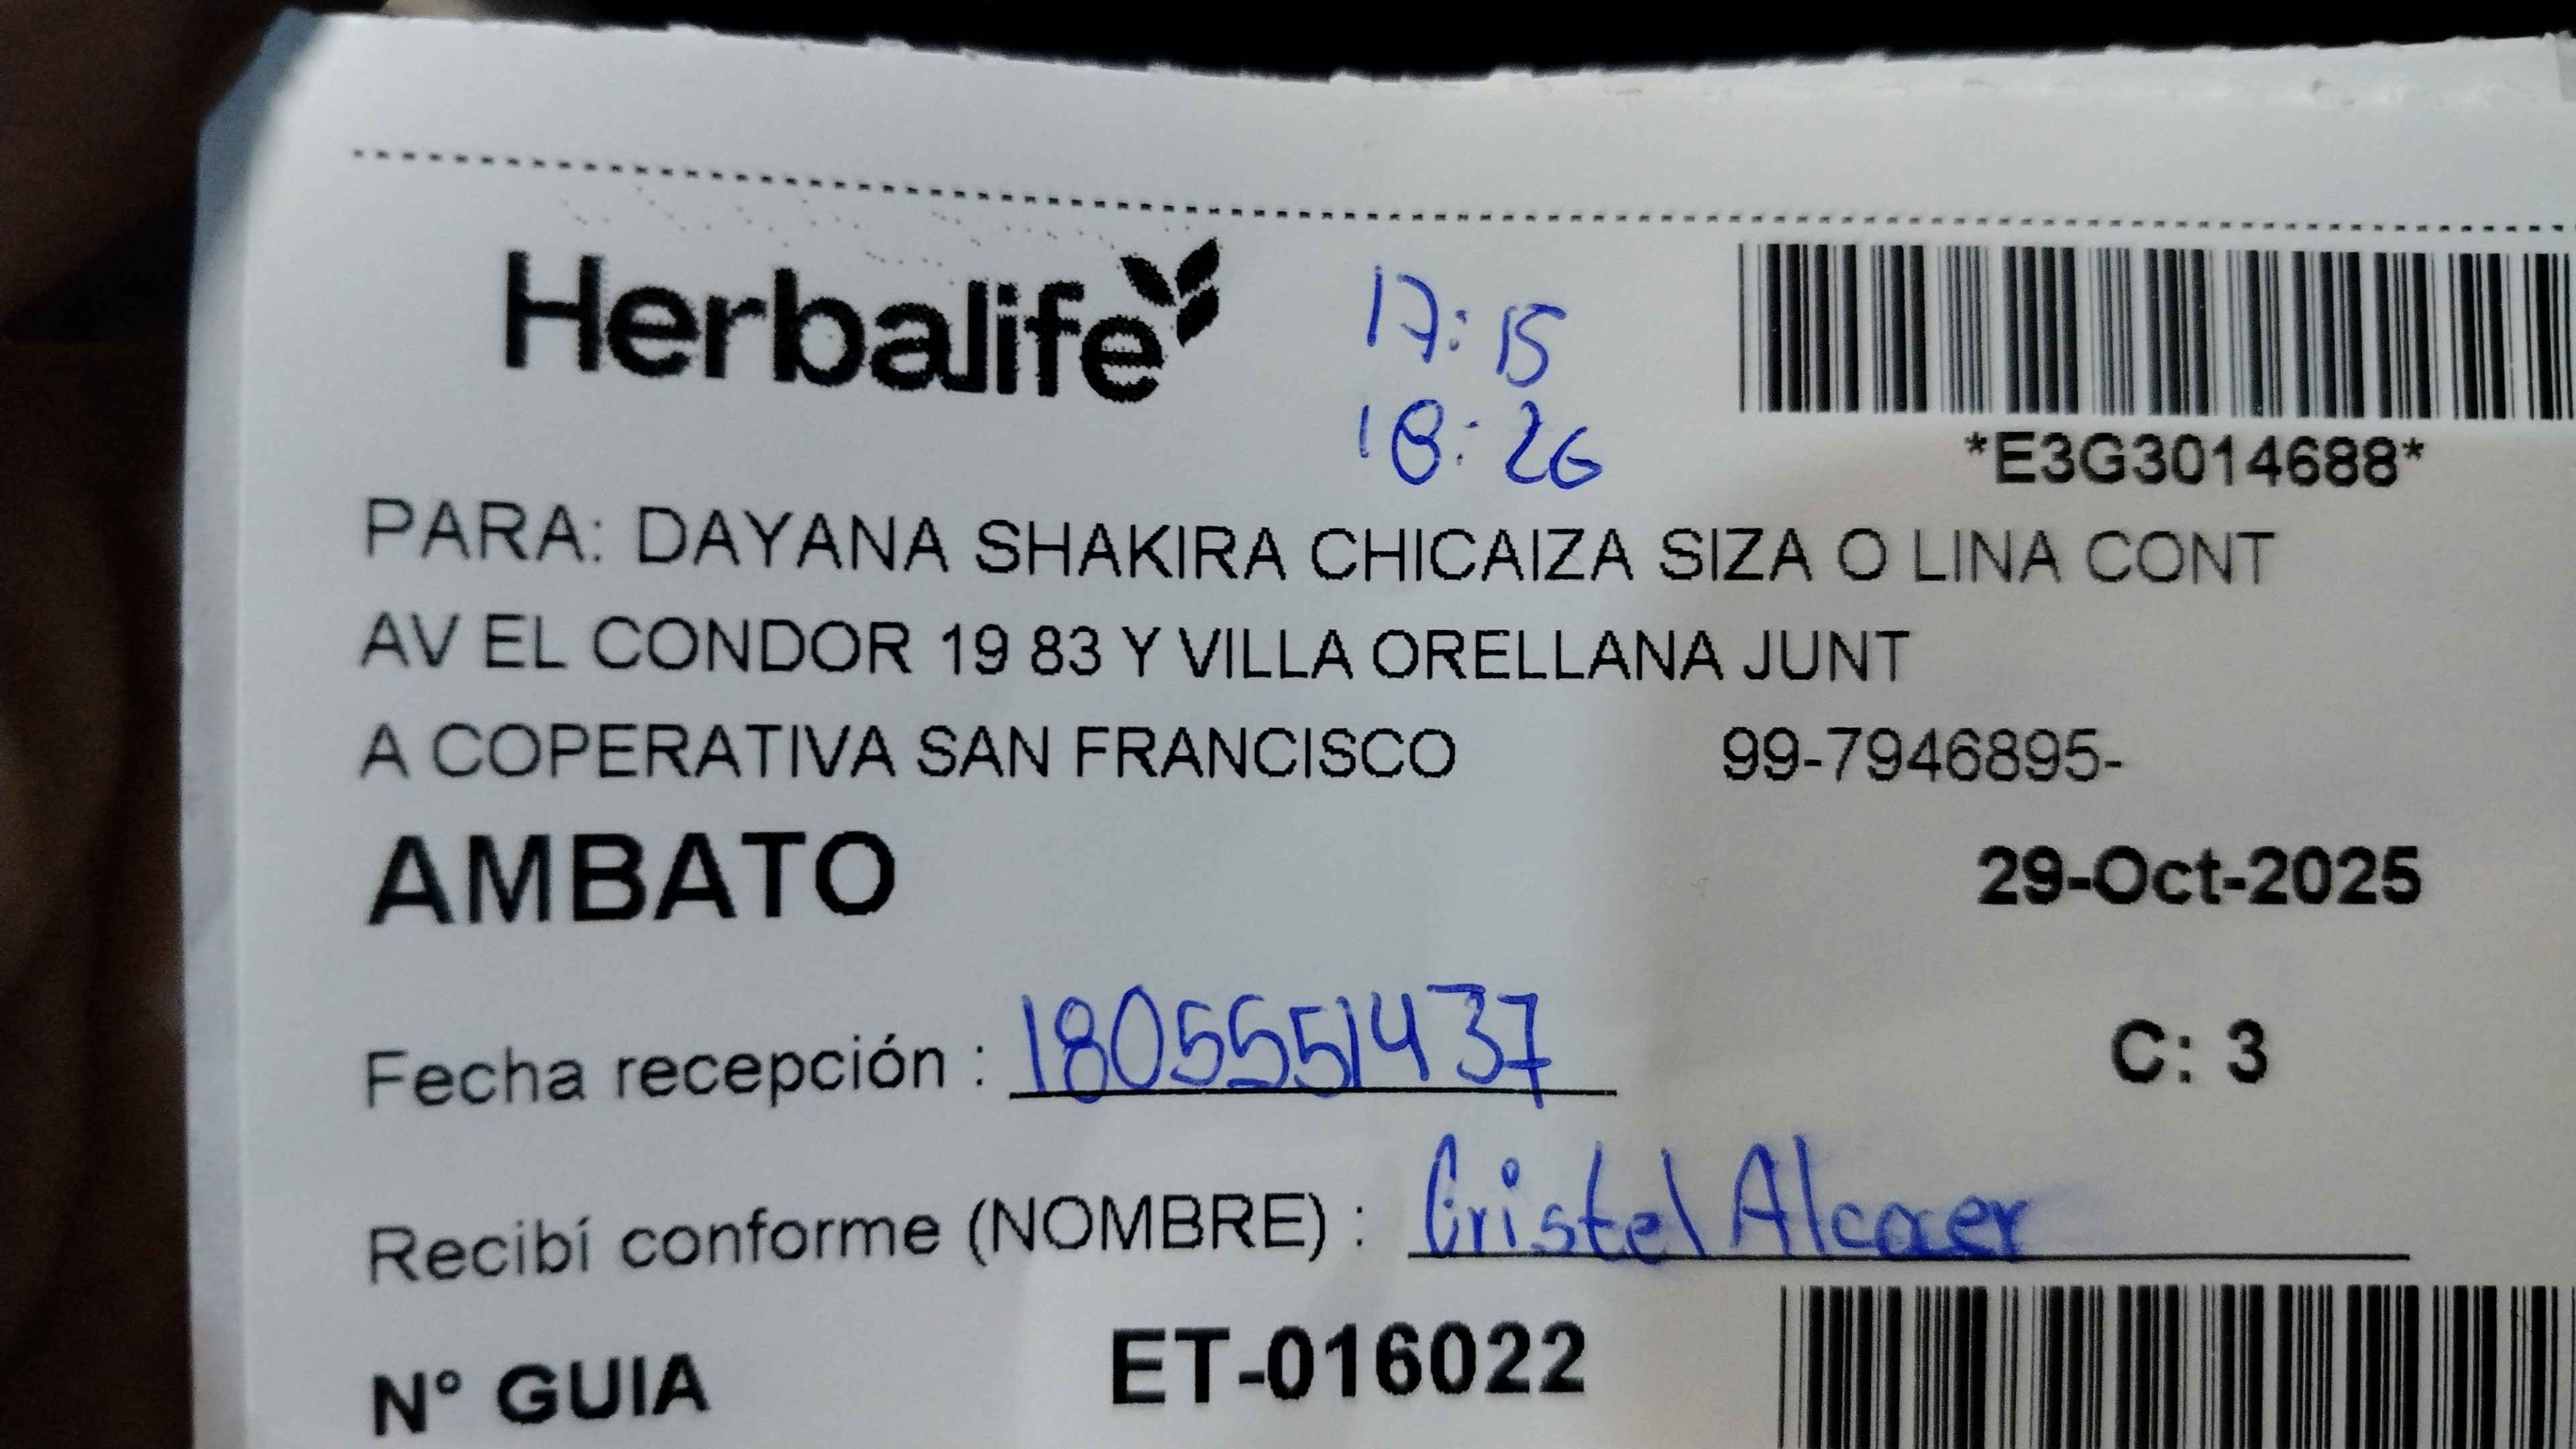 Herbalife
17:15
18:26
*E3G3014688*
PARA: DAYANA SHAKIRA CHICAIZA SIZA O LINA CONT
AV EL CONDOR 19 83 Y VILLA ORELLANA JUNT
A COPERATIVA SAN FRANCISCO 99-7946895-
AMBATO
29-Oct-2025
Fecha recepción : 1805551437
C: 3
Recibí conforme (NOMBRE) : Cristel Alcocer
N° GUIA ET-016022